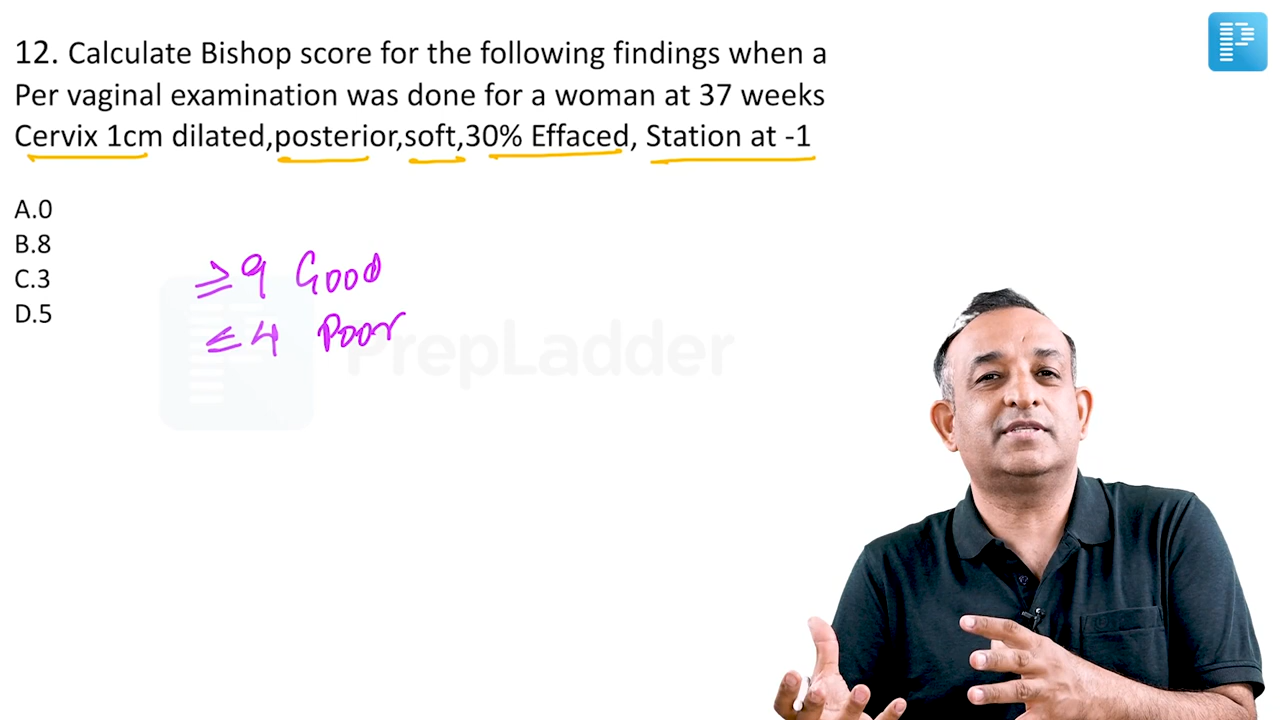 12. Calculate Bishop score for the following findings when a
Per vaginal examination was done for a woman at 37 weeks
Cervix 1cm dilated,posterior,soft,30% Effaced, Station at -1
A.0
B.8
C.3
D.5
≥9 Good
≤4 Poor
PrepLadder